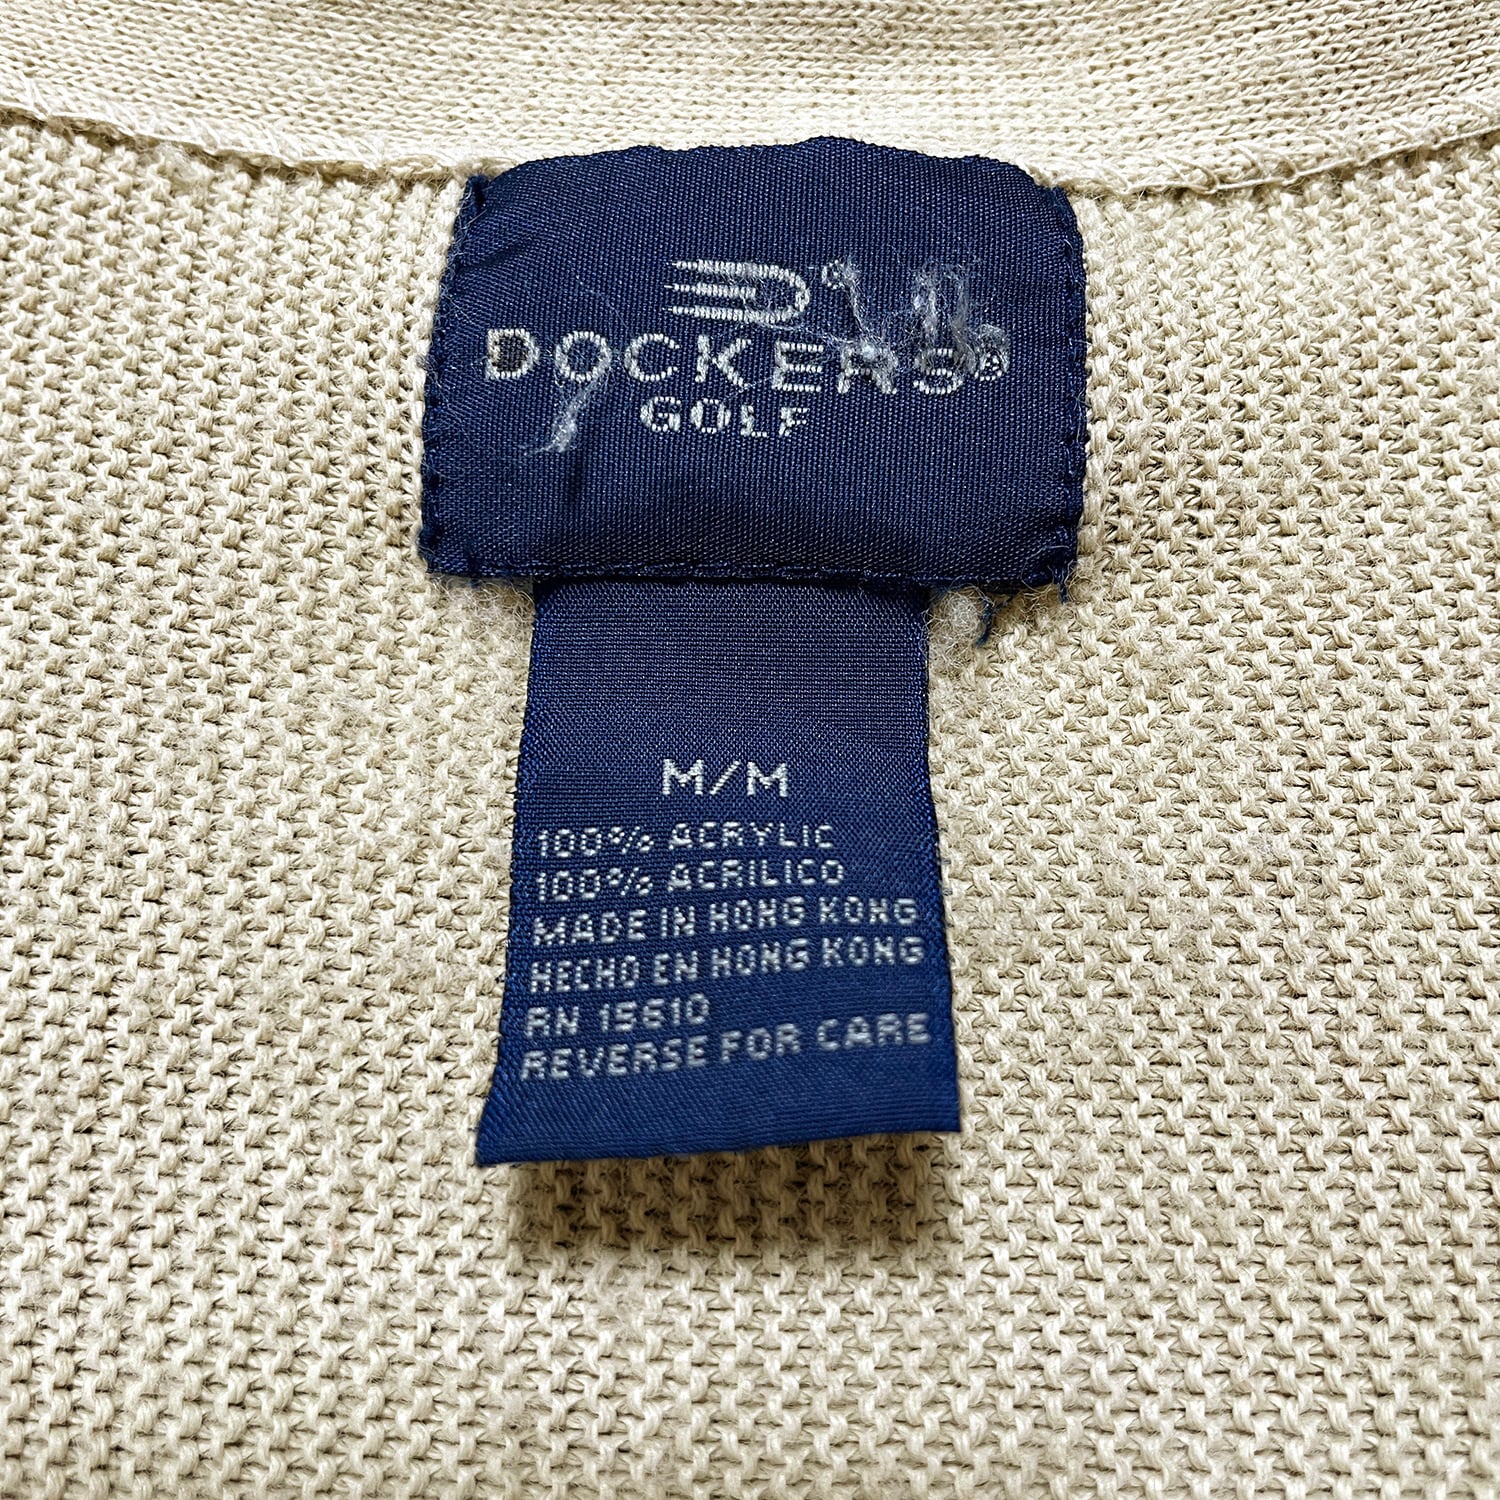 DOCKERS®
GOLF
M/M
100% ACRYLIC
100% ACRILICO
MADE IN HONG KONG
HECHO EN HONG KONG
RN 15610
REVERSE FOR CARE